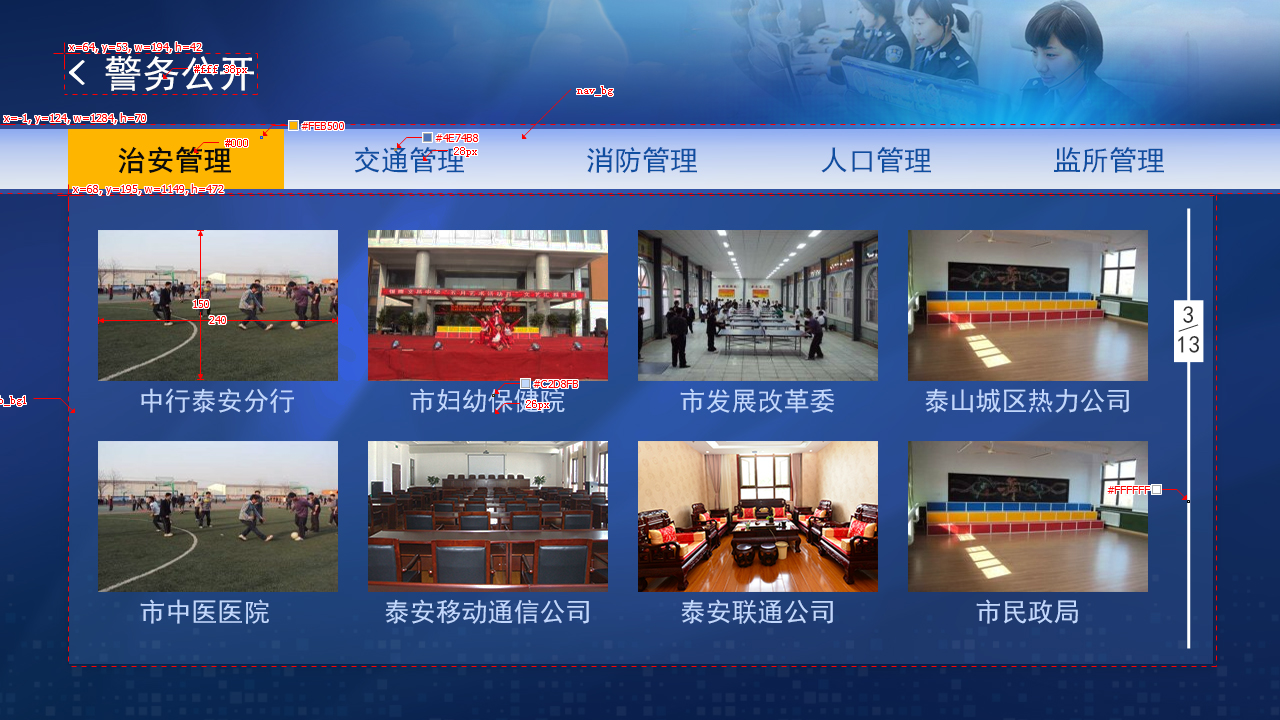 x=64, y=53, w=194, h=42
警务公开
#fff 38px
nav_bg
x=-1, y=124, w=1284, h=70
#FEB500
#000
#4E74B8
28px
治安管理 交通管理 消防管理 人口管理 监所管理
x=68, y=195, w=1149, h=472
150
240
3
13
#C2D8FB
26px
中行泰安分行 市妇幼保健院 市发展改革委 泰山城区热力公司
#FFFFFF
市中医医院 泰安移动通信公司 泰安联通公司 市民政局